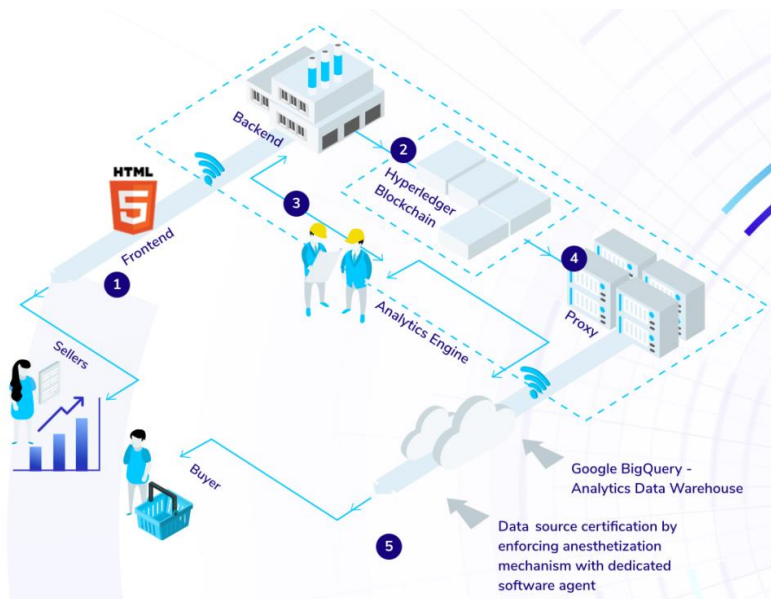 Backend
2
Hyperledger
Blockchain
HTML
5
3
Frontend
4
1
Proxy
Analytics Engine
Sellers
Buyer
Google BigQuery -
Analytics Data Warehouse
5
Data source certification by
enforcing anesthetization
mechanism with dedicated
software agent